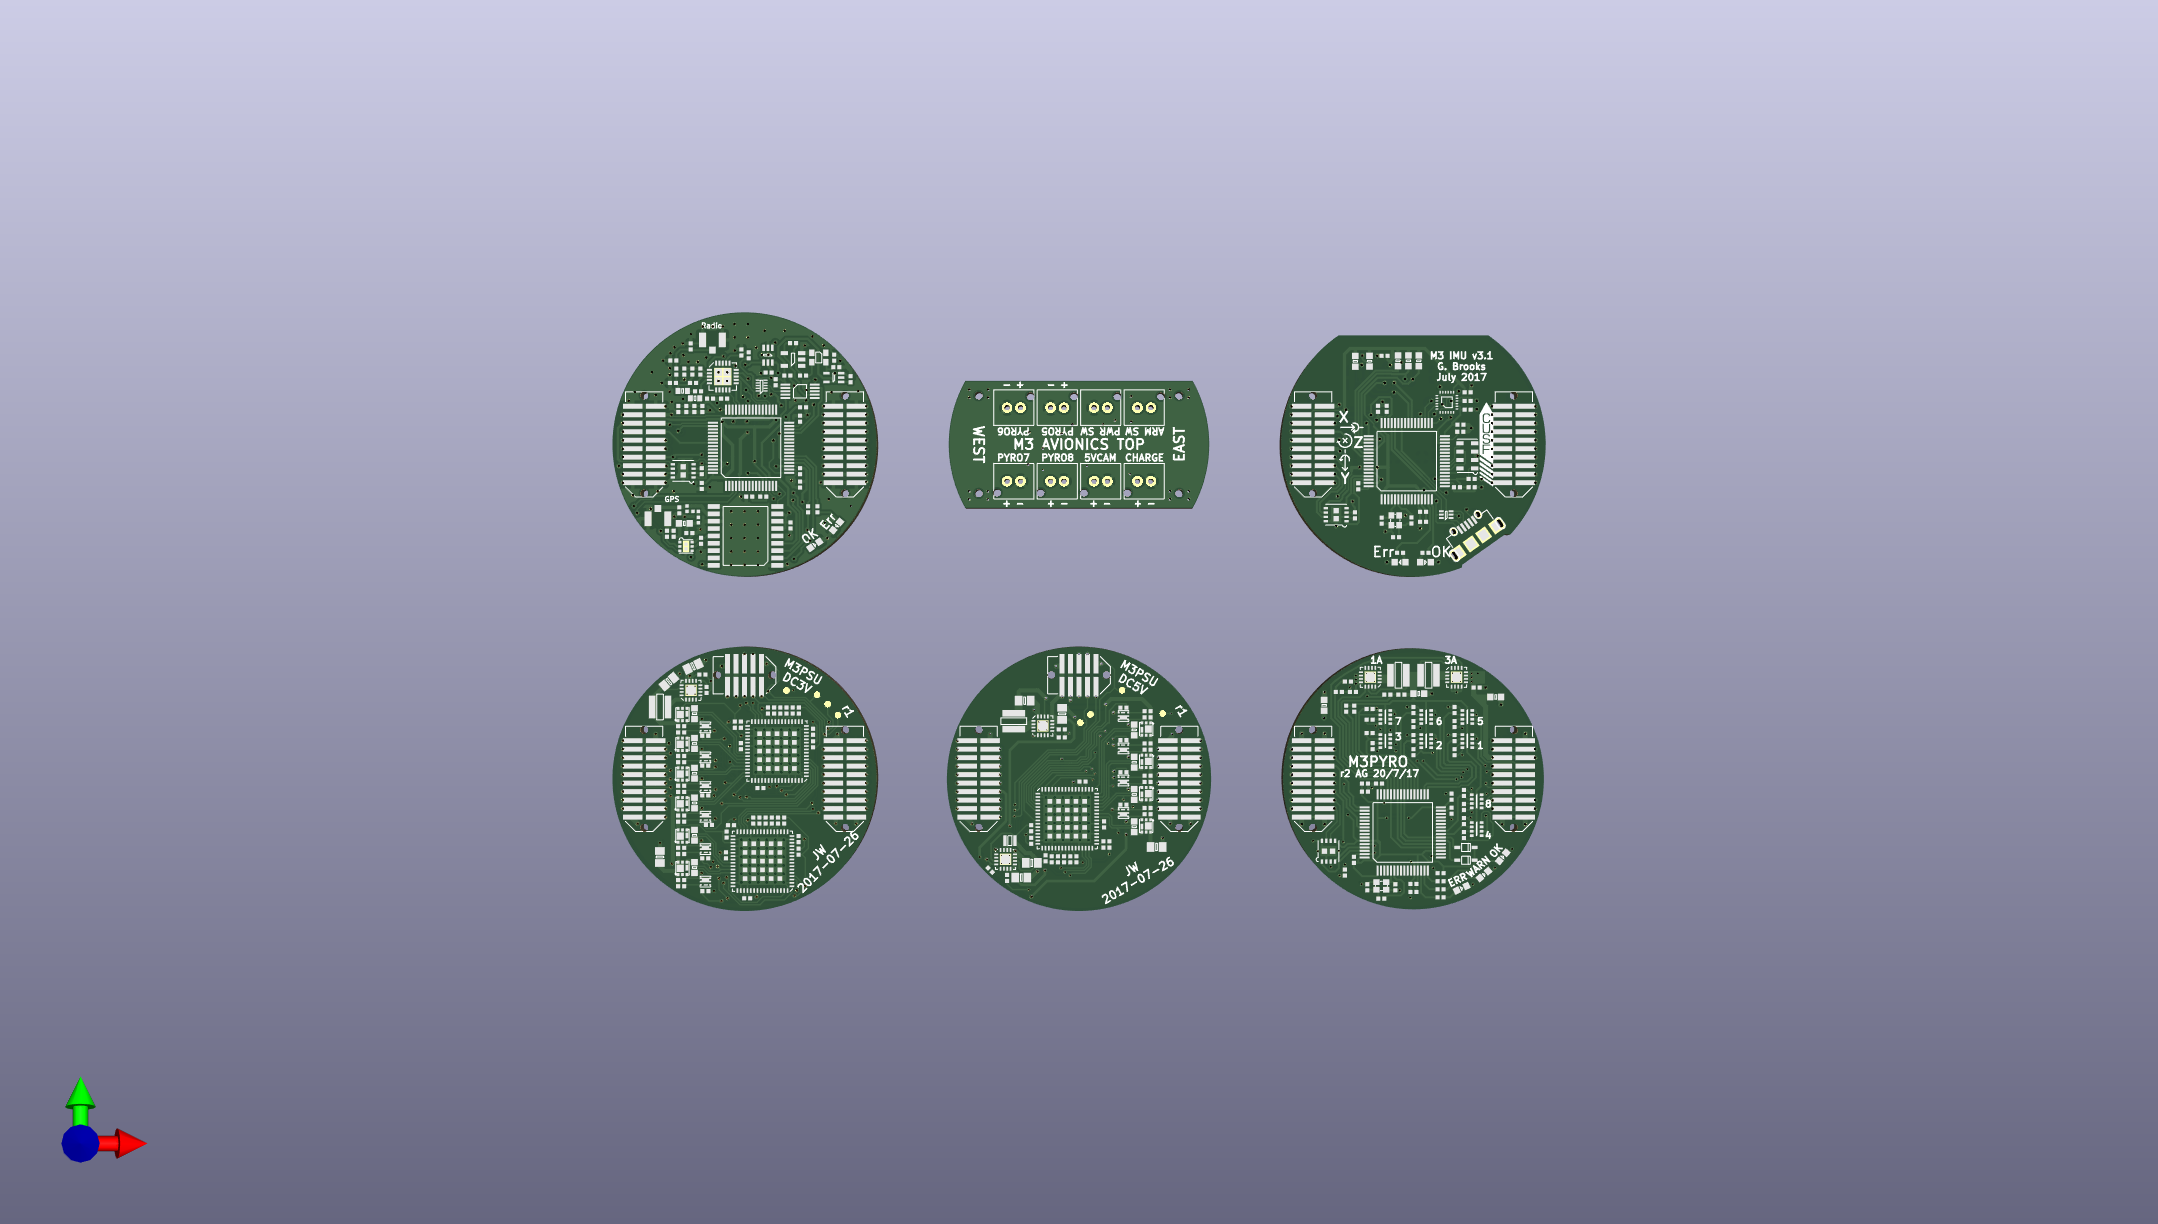 Radio
GPS
OK Err
- + - +
PYRO6 PYRO5 PWR SW ARM SW
WEST
M3 AVIONICS TOP
EAST
PYRO7 PYRO8 5VCAM CHARGE
+ - + - + - + -
M3 IMU v3.1
G. Brooks
July 2017
X
Z
Y
CUSF
Err OK
M3PSU
DC3V
r1
JW
2017-07-26
M3PSU
DC5V
r1
JW
2017-07-26
1A 3A
7 6 5
3 2 1
M3PYRO
r2 AG 20/7/17
8
4
ERR WARN OK